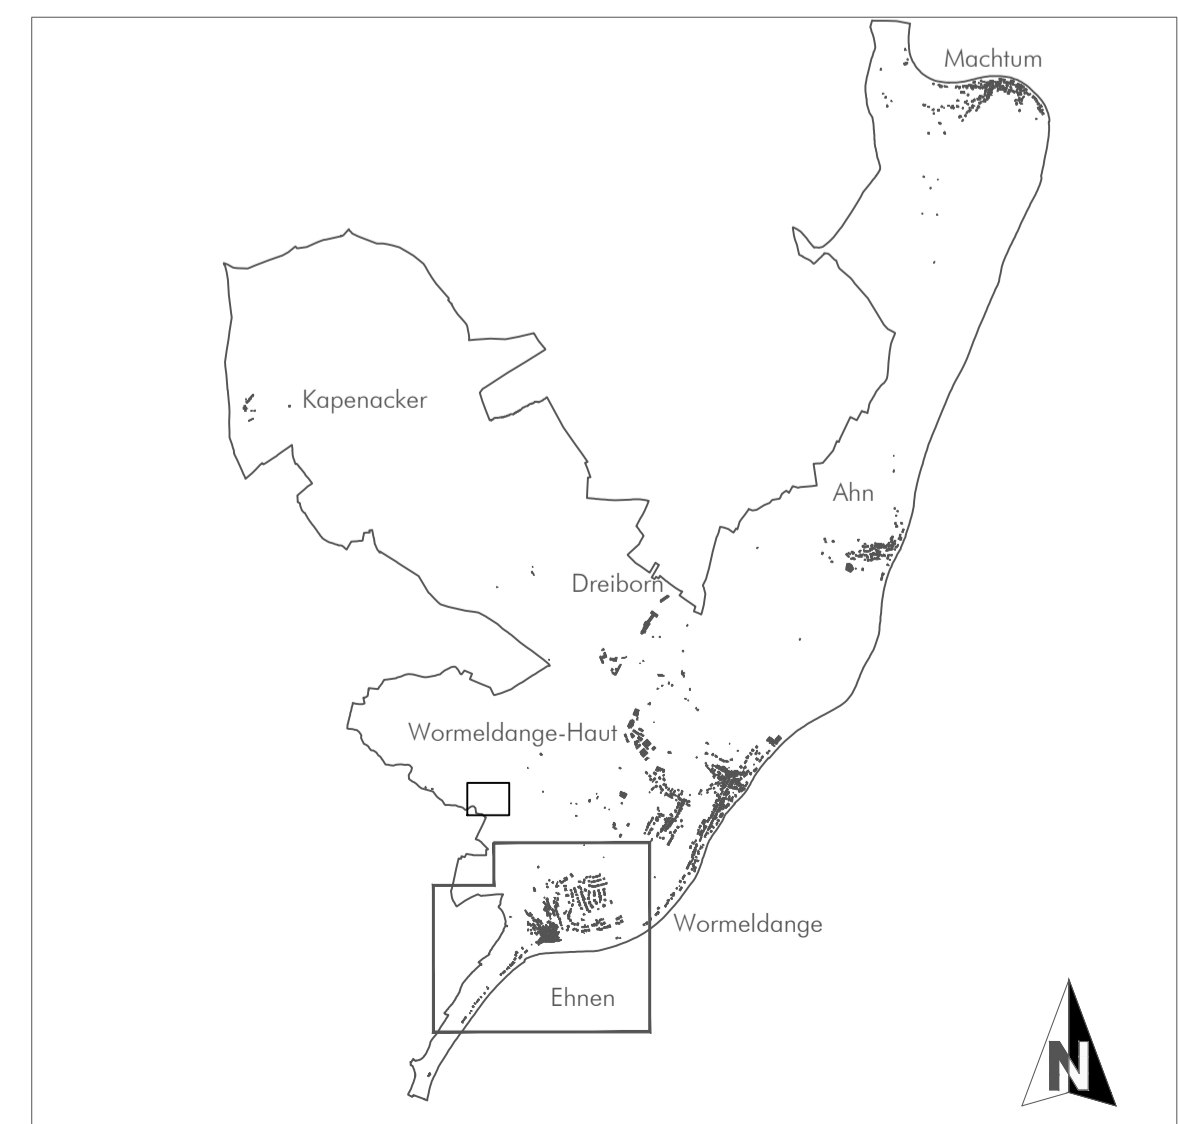 Machtum
Kapenacker
Ahn
Dreiborn
Wormeldange-Haut
Wormeldange
Ehnen
N